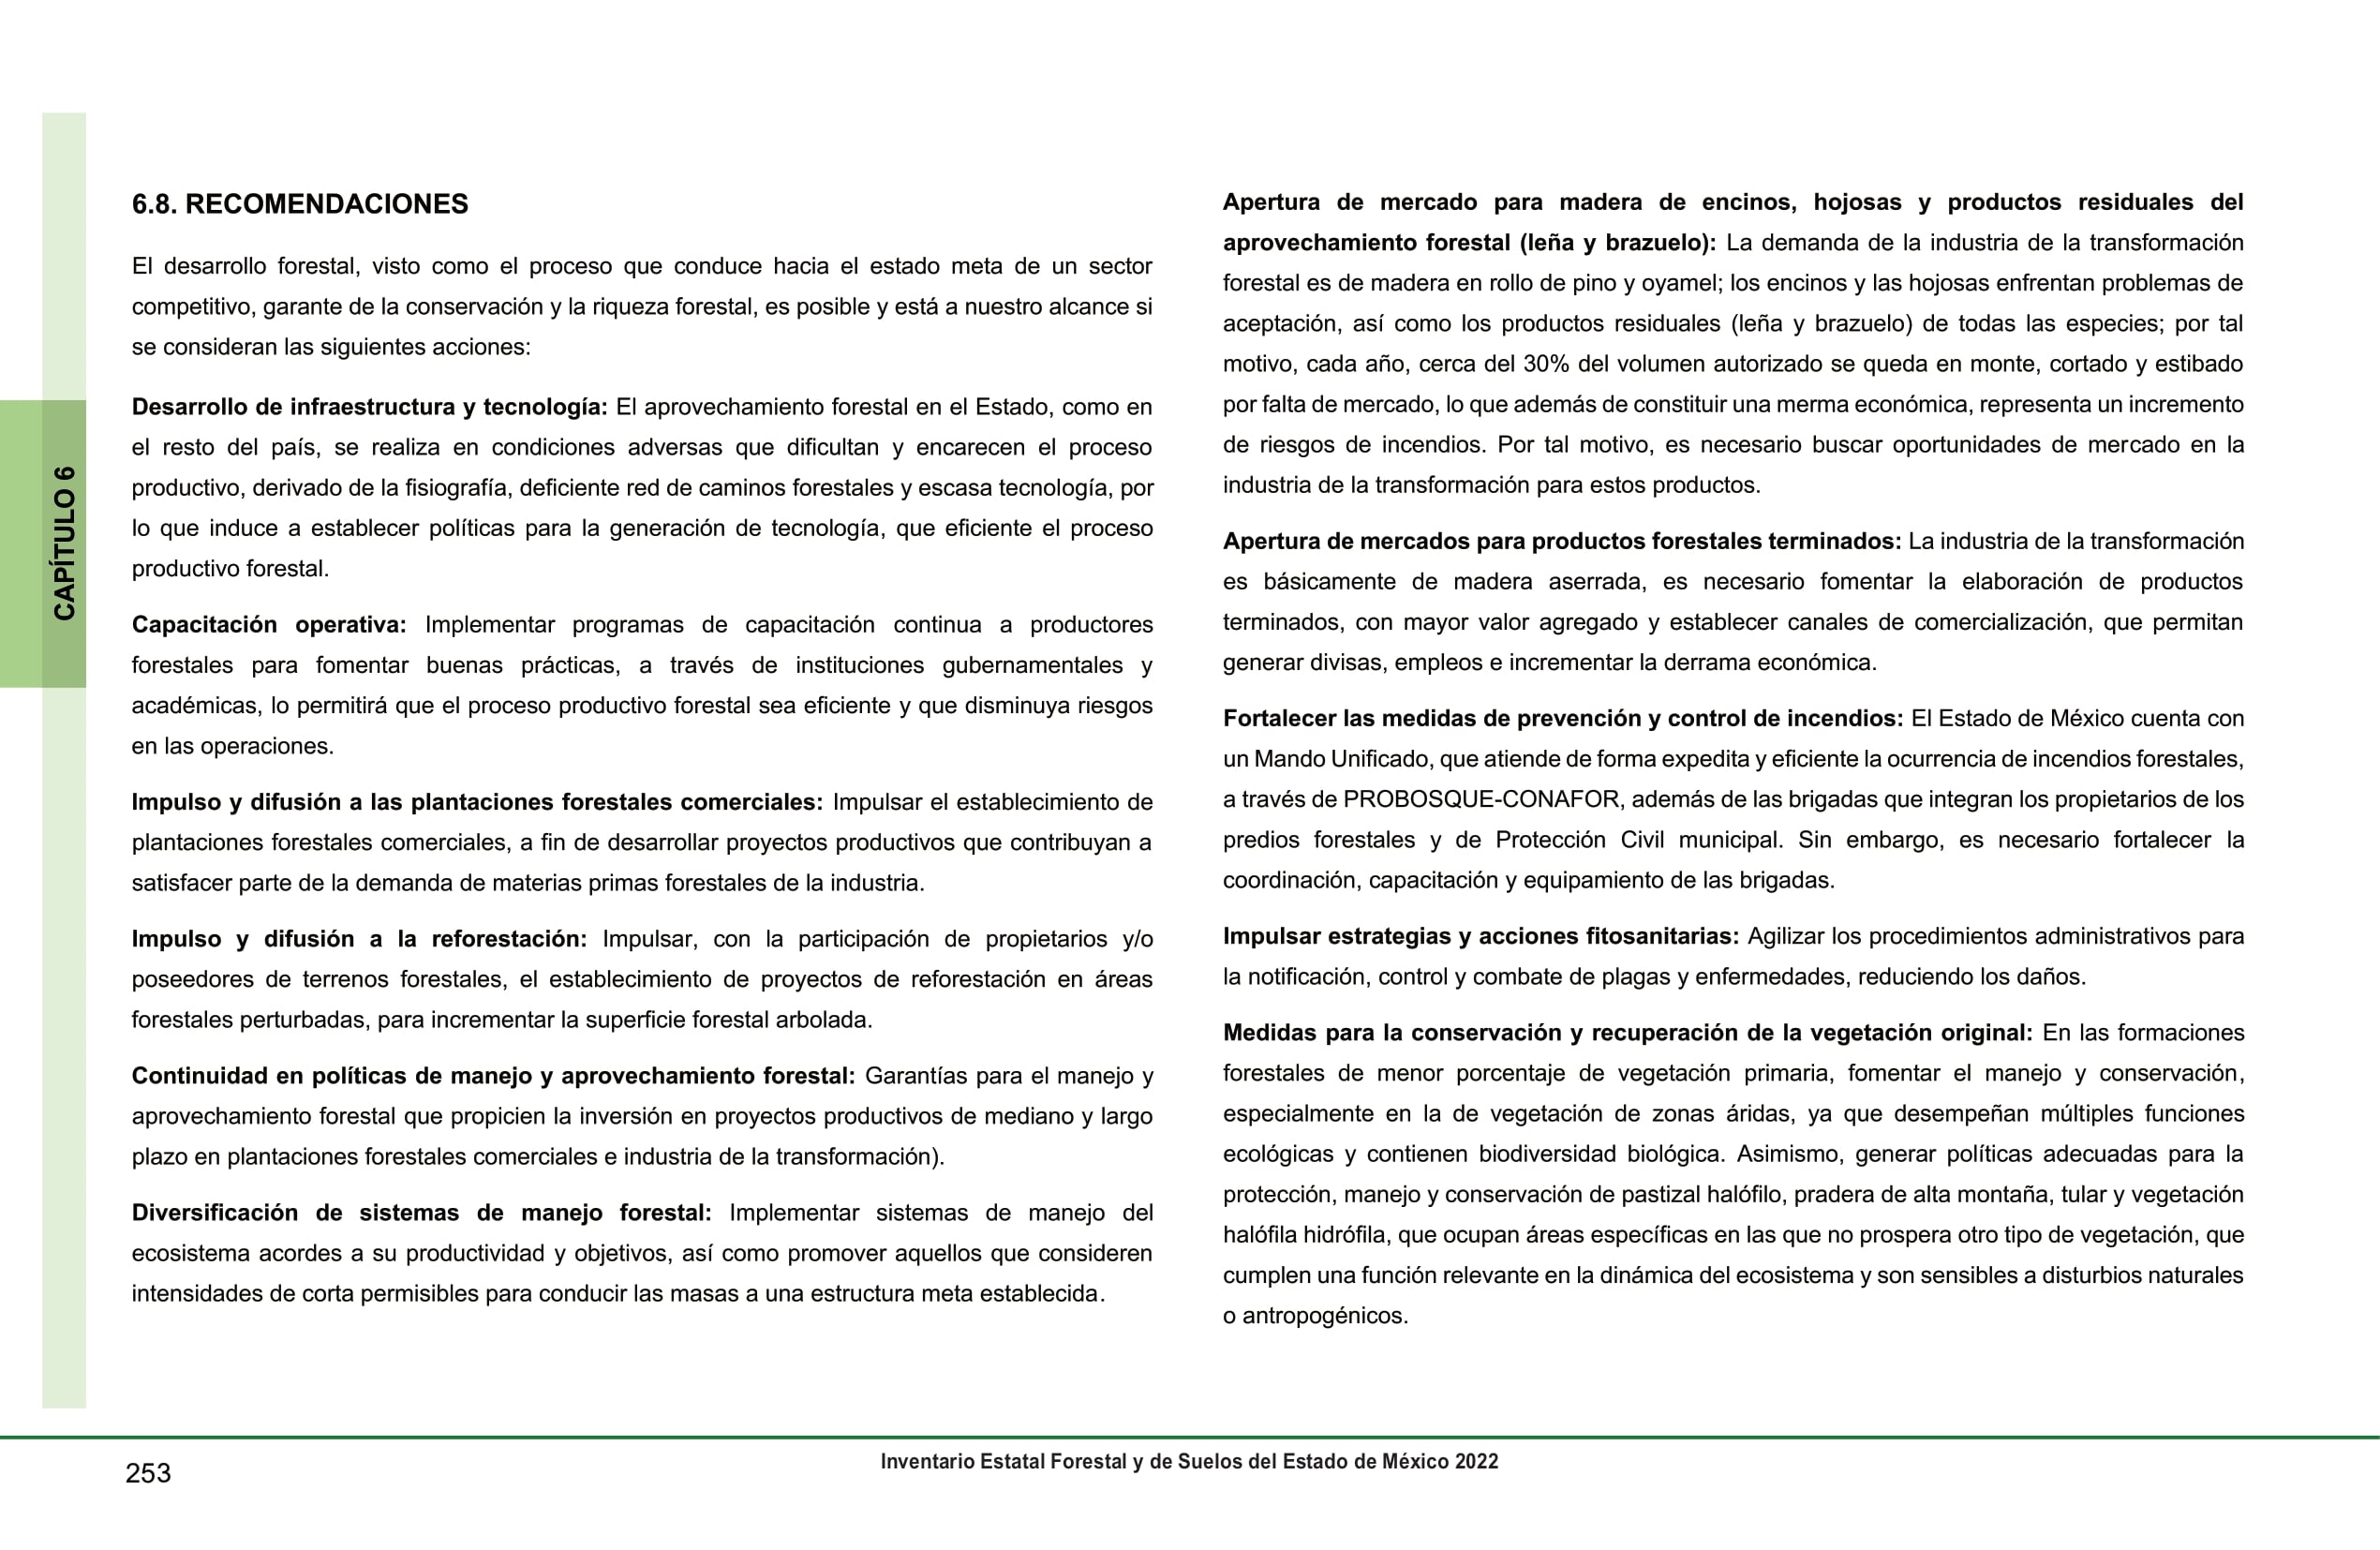 CAPÍTULO 6
6.8. RECOMENDACIONES
El desarrollo forestal, visto como el proceso que conduce hacia el estado meta de un sector
competitivo, garante de la conservación y la riqueza forestal, es posible y está a nuestro alcance si
se consideran las siguientes acciones:
Desarrollo de infraestructura y tecnología: El aprovechamiento forestal en el Estado, como en
el resto del país, se realiza en condiciones adversas que dificultan y encarecen el proceso
productivo, derivado de la fisiografía, deficiente red de caminos forestales y escasa tecnología, por
lo que induce a establecer políticas para la generación de tecnología, que eficiente el proceso
productivo forestal.
Capacitación operativa: Implementar programas de capacitación continua a productores
forestales para fomentar buenas prácticas, a través de instituciones gubernamentales y
académicas, lo permitirá que el proceso productivo forestal sea eficiente y que disminuya riesgos
en las operaciones.
Impulso y difusión a las plantaciones forestales comerciales: Impulsar el establecimiento de
plantaciones forestales comerciales, a fin de desarrollar proyectos productivos que contribuyan a
satisfacer parte de la demanda de materias primas forestales de la industria.
Impulso y difusión a la reforestación: Impulsar, con la participación de propietarios y/o
poseedores de terrenos forestales, el establecimiento de proyectos de reforestación en áreas
forestales perturbadas, para incrementar la superficie forestal arbolada.
Continuidad en políticas de manejo y aprovechamiento forestal: Garantías para el manejo y
aprovechamiento forestal que propicien la inversión en proyectos productivos de mediano y largo
plazo en plantaciones forestales comerciales e industria de la transformación).
Diversificación de sistemas de manejo forestal: Implementar sistemas de manejo del
ecosistema acordes a su productividad y objetivos, así como promover aquellos que consideren
intensidades de corta permisibles para conducir las masas a una estructura meta establecida.
Apertura de mercado para madera de encinos, hojosas y productos residuales del
aprovechamiento forestal (leña y brazuelo): La demanda de la industria de la transformación
forestal es de madera en rollo de pino y oyamel; los encinos y las hojosas enfrentan problemas de
aceptación, así como los productos residuales (leña y brazuelo) de todas las especies; por tal
motivo, cada año, cerca del 30% del volumen autorizado se queda en monte, cortado y estibado
por falta de mercado, lo que además de constituir una merma económica, representa un incremento
de riesgos de incendios. Por tal motivo, es necesario buscar oportunidades de mercado en la
industria de la transformación para estos productos.
Apertura de mercados para productos forestales terminados: La industria de la transformación
es básicamente de madera aserrada, es necesario fomentar la elaboración de productos
terminados, con mayor valor agregado y establecer canales de comercialización, que permitan
generar divisas, empleos e incrementar la derrama económica.
Fortalecer las medidas de prevención y control de incendios: El Estado de México cuenta con
un Mando Unificado, que atiende de forma expedita y eficiente la ocurrencia de incendios forestales,
a través de PROBOSQUE-CONAFOR, además de las brigadas que integran los propietarios de los
predios forestales y de Protección Civil municipal. Sin embargo, es necesario fortalecer la
coordinación, capacitación y equipamiento de las brigadas.
Impulsar estrategias y acciones fitosanitarias: Agilizar los procedimientos administrativos para
la notificación, control y combate de plagas y enfermedades, reduciendo los daños.
Medidas para la conservación y recuperación de la vegetación original: En las formaciones
forestales de menor porcentaje de vegetación primaria, fomentar el manejo y conservación,
especialmente en la de vegetación de zonas áridas, ya que desempeñan múltiples funciones
ecológicas y contienen biodiversidad biológica. Asimismo, generar políticas adecuadas para la
protección, manejo y conservación de pastizal halófilo, pradera de alta montaña, tular y vegetación
halófila hidrófila, que ocupan áreas específicas en las que no prospera otro tipo de vegetación, que
cumplen una función relevante en la dinámica del ecosistema y son sensibles a disturbios naturales
o antropogénicos.
253
Inventario Estatal Forestal y de Suelos del Estado de México 2022